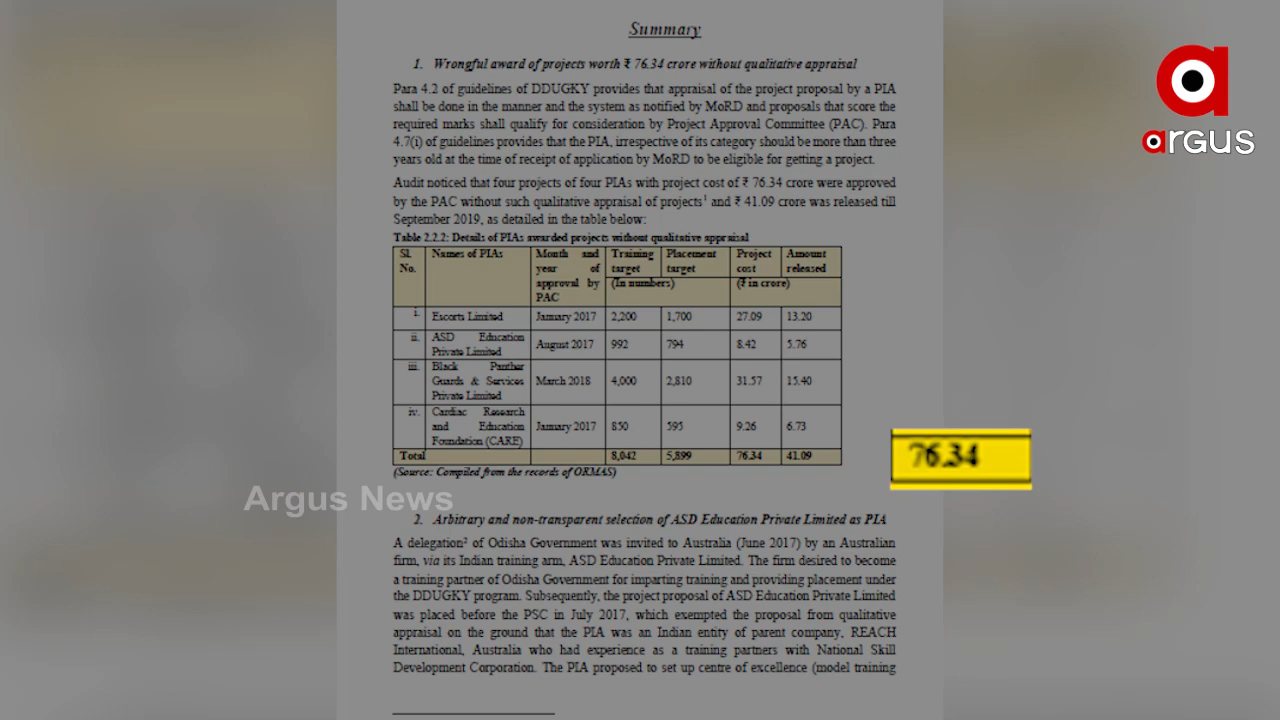 Summary
1. Wrongful award of projects worth ₹ 76.34 crore without qualitative appraisal
Para 4.2 of guidelines of DDUGKY provides that appraisal of the project proposal by a PIA
shall be done in the manner and the system as notified by MoRD and proposals that score the
required marks shall qualify for consideration by Project Approval Committee (PAC). Para
4.7(i) of guidelines provides that the PIA, irrespective of its category should be more than three
years old at the time of receipt of application by MoRD to be eligible for getting a project.
Audit noticed that four projects of four PIAs with project cost of ₹ 76.34 crore were approved
by the PAC without such qualitative appraisal of projects¹ and ₹ 41.09 crore was released till
September 2019, as detailed in the table below:
Table 2.2.2: Details of PIAs awarded projects without qualitative appraisal
Sl. No. Names of PIAs Month and year of approval by PAC Training target Placement target Project cost Amount released
(In numbers) (₹ in crore)
i. Escorts Limited January 2017 2,200 1,700 27.09 13.20
ii. ASD Education Private Limited August 2017 992 794 8.42 5.76
iii. Black Panther Guards & Services Private Limited March 2018 4,000 2,810 31.57 15.40
iv. Cardiac Research and Education Foundation (CARE) January 2017 850 595 9.26 6.73
Total 8,042 5,899 76.34 41.09
(Source: Compiled from the records of ORMAS)
2. Arbitrary and non-transparent selection of ASD Education Private Limited as PIA
A delegation² of Odisha Government was invited to Australia (June 2017) by an Australian
firm, via its Indian training arm, ASD Education Private Limited. The firm desired to become
a training partner of Odisha Government for imparting training and providing placement under
the DDUGKY program. Subsequently, the project proposal of ASD Education Private Limited
was placed before the PSC in July 2017, which exempted the proposal from qualitative
appraisal on the ground that the PIA was an Indian entity of parent company, REACH
International, Australia who had experience as a training partners with National Skill
Development Corporation. The PIA proposed to set up centre of excellence (model training
76.34
argus
Argus News